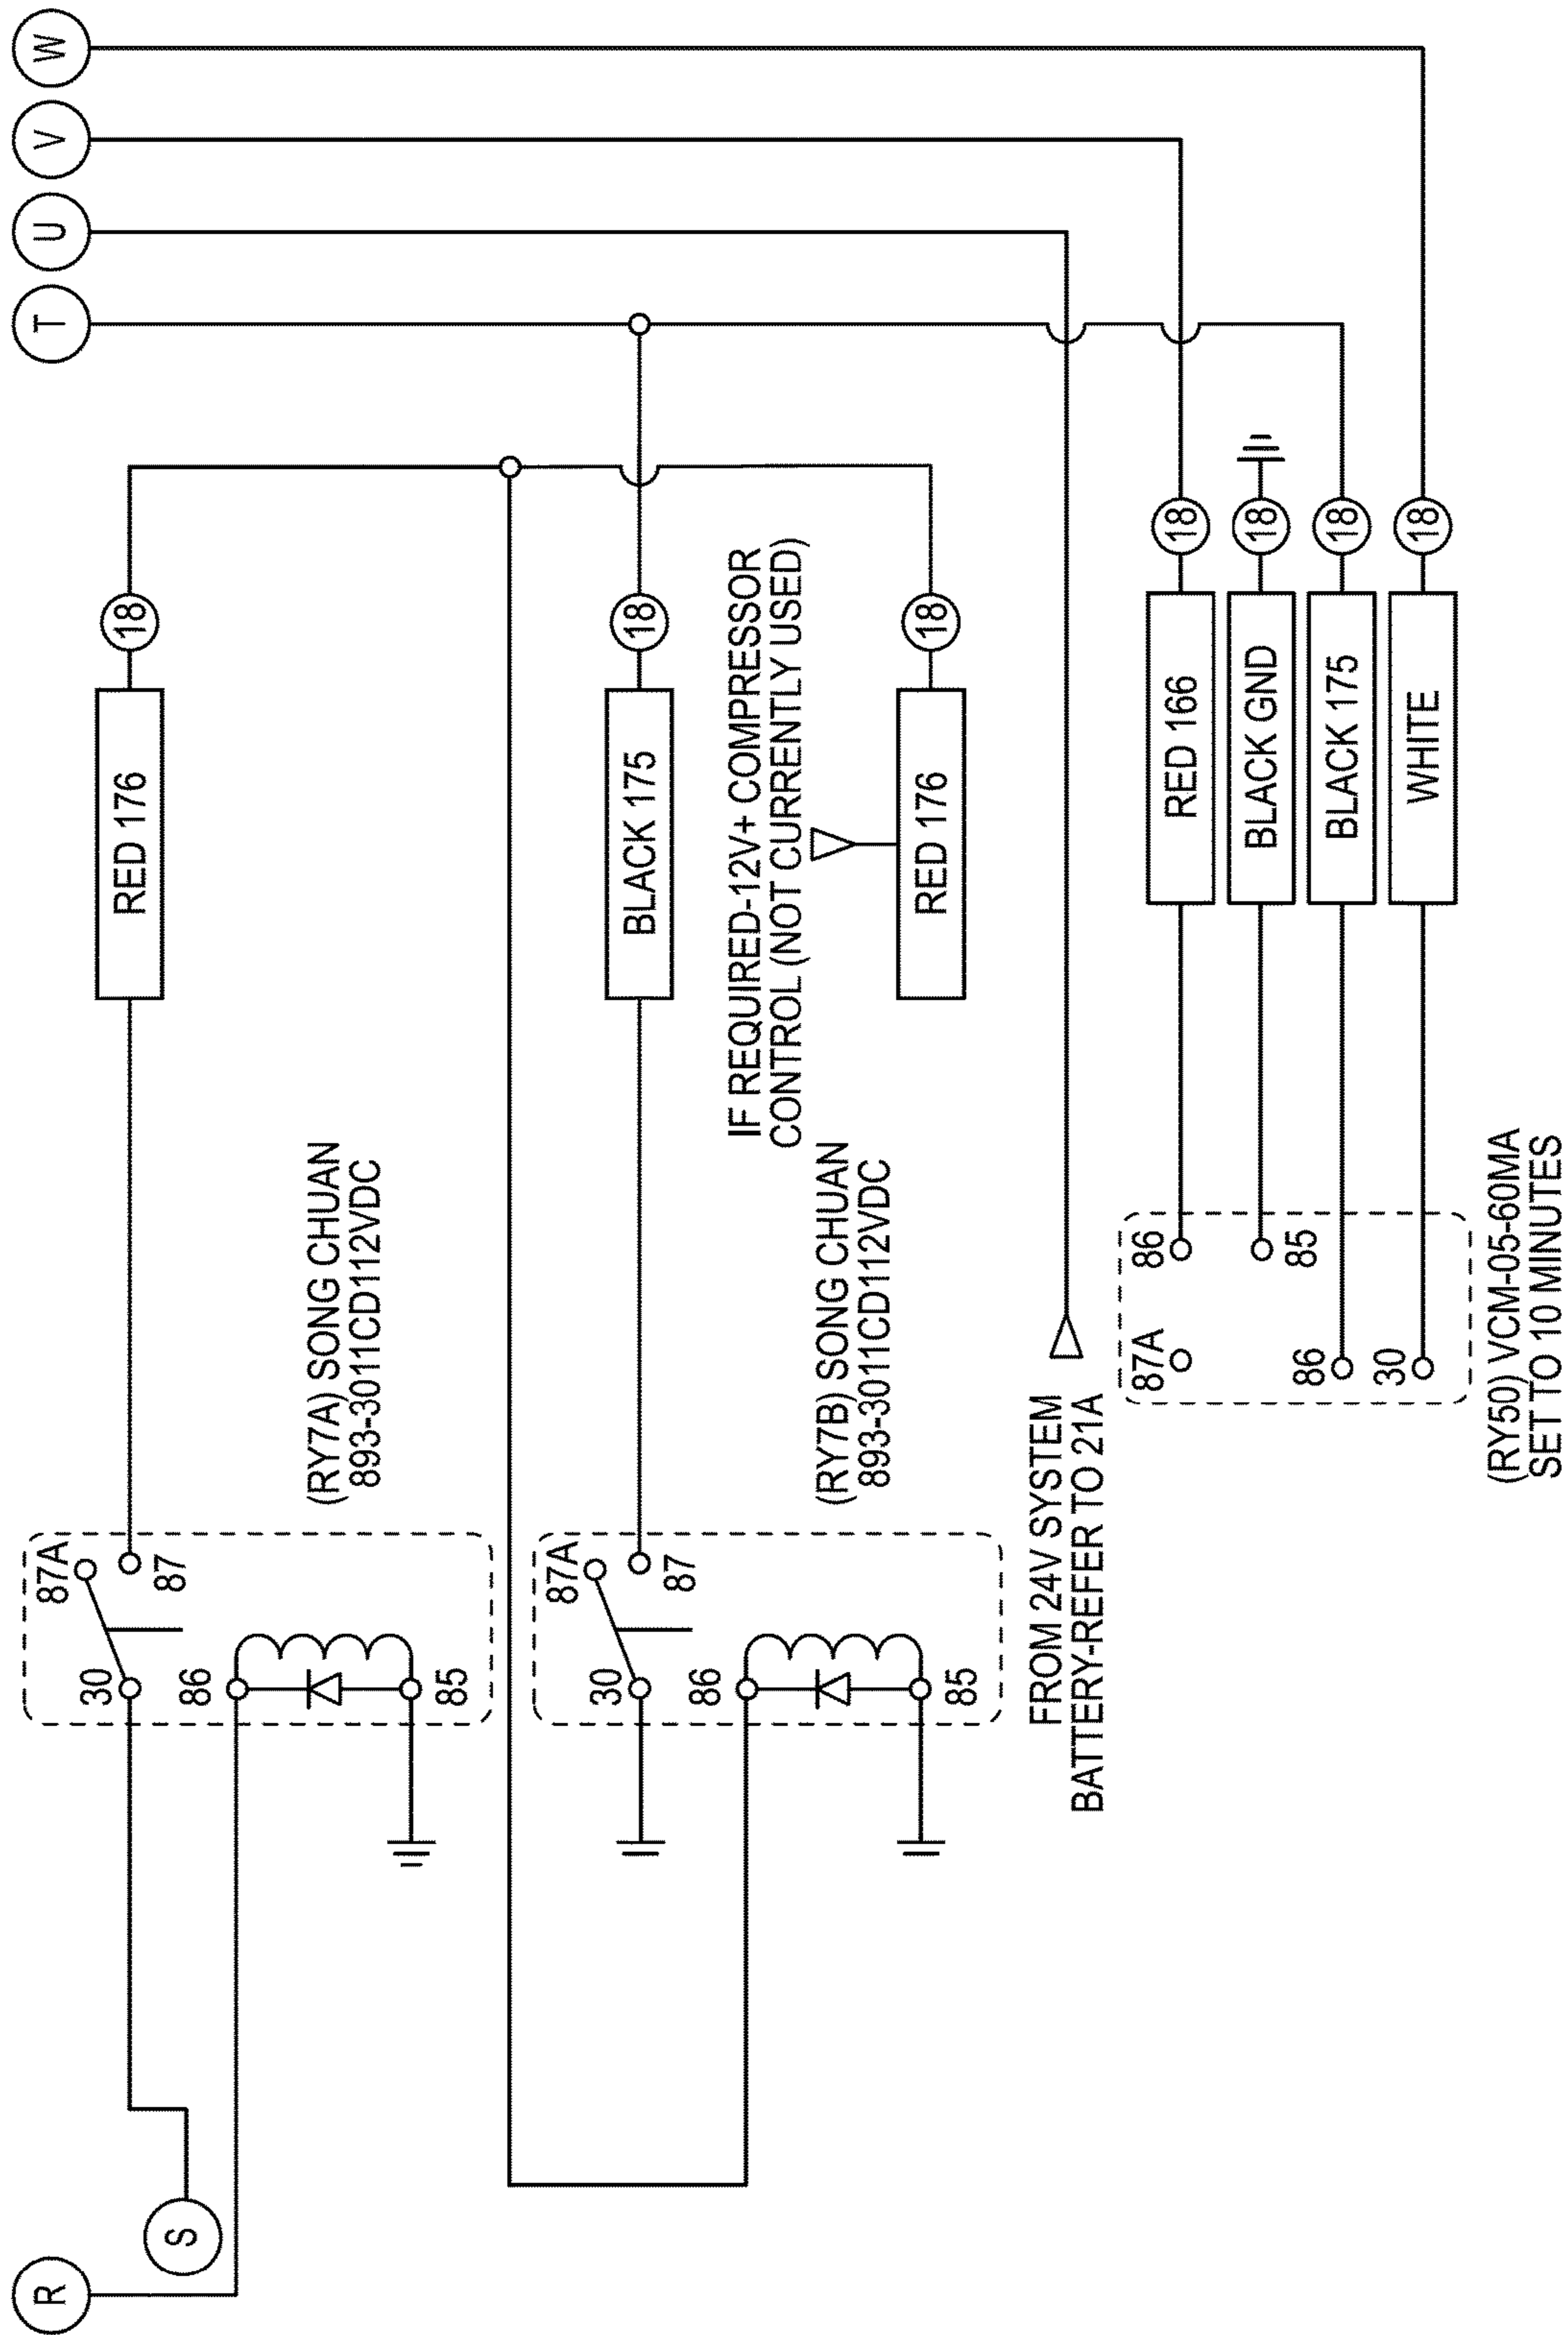 R
S
30
87A
87
86
85
(RY7A) SONG CHUAN
893-3011CD112VDC
RED 176
18
30
87A
87
86
85
(RY7B) SONG CHUAN
893-3011CD112VDC
BLACK 175
18
IF REQUIRED-12V+ COMPRESSOR
CONTROL (NOT CURRENTLY USED)
RED 176
18
FROM 24V SYSTEM
BATTERY-REFER TO 21A
87A
86
85
86
30
(RY50) VCM-05-60MA
SET TO 10 MINUTES
RED 166
18
BLACK GND
18
BLACK 175
18
WHITE
18
T
U
V
W